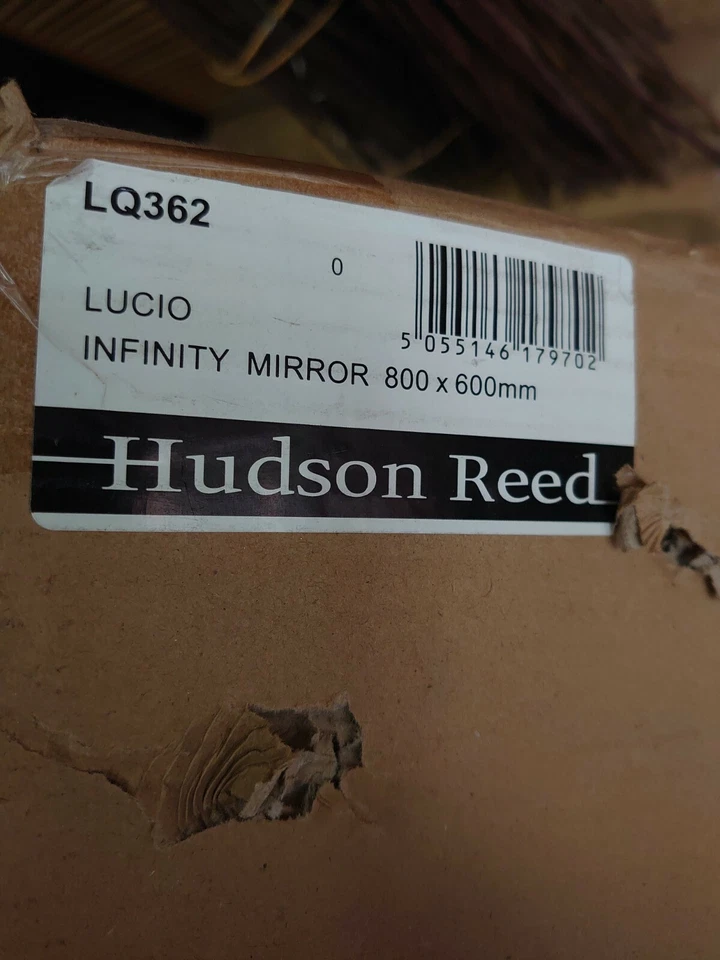 LQ362
0
5 055146 179702
LUCIO
INFINITY MIRROR 800 x 600mm
Hudson Reed